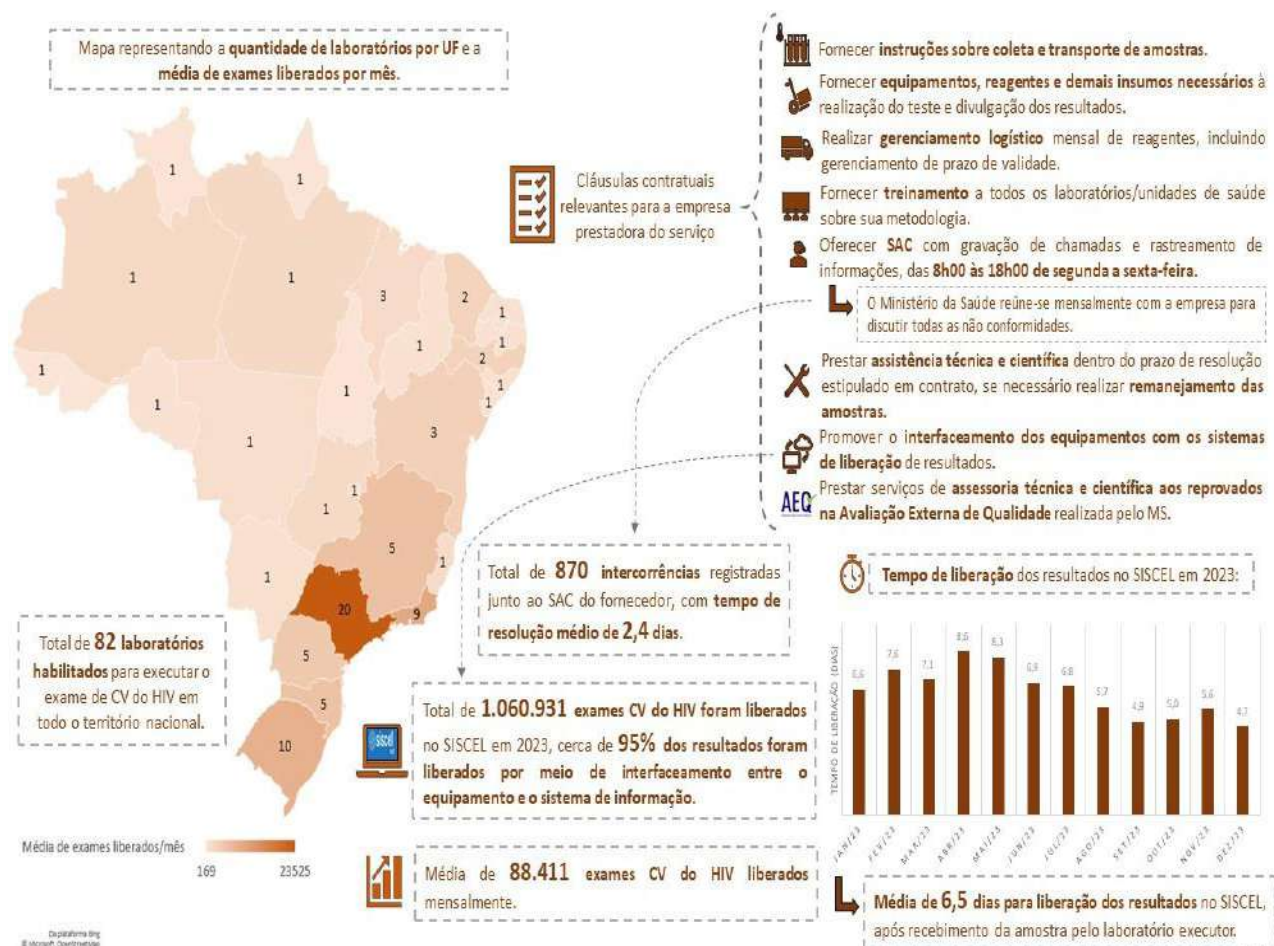 Mapa representando a quantidade de laboratórios por UF e a
média de exames liberados por mês.
1
1
1
1
3
2
1
1
2
1
1
1
1
1
1
1
3
1
1
5
1
1
20
9
5
5
10
Total de 82 laboratórios
habilitados para executar o
exame de CV do HIV em
todo o território nacional.
Média de exames liberados/mês
169 23525
Da plataforma Bing
© Microsoft, OpenStreetMap
Cláusulas contratuais
relevantes para a empresa
prestadora do serviço
Fornecer instruções sobre coleta e transporte de amostras.
Fornecer equipamentos, reagentes e demais insumos necessários à
realização do teste e divulgação dos resultados.
Realizar gerenciamento logístico mensal de reagentes, incluindo
gerenciamento de prazo de validade.
Fornecer treinamento a todos os laboratórios/unidades de saúde
sobre sua metodologia.
Oferecer SAC com gravação de chamadas e rastreamento de
informações, das 8h00 às 18h00 de segunda a sexta-feira.
O Ministério da Saúde reúne-se mensalmente com a empresa para
discutir todas as não conformidades.
Prestar assistência técnica e científica dentro do prazo de resolução
estipulado em contrato, se necessário realizar remanejamento das
amostras.
Promover o interfaceamento dos equipamentos com os sistemas
de liberação de resultados.
AEQ
Prestar serviços de assessoria técnica e científica aos reprovados
na Avaliação Externa de Qualidade realizada pelo MS.
Total de 870 intercorrências registradas
junto ao SAC do fornecedor, com tempo de
resolução médio de 2,4 dias.
siscel
Total de 1.060.931 exames CV do HIV foram liberados
no SISCEL em 2023, cerca de 95% dos resultados foram
liberados por meio de interfaceamento entre o
equipamento e o sistema de informação.
Média de 88.411 exames CV do HIV liberados
mensalmente.
Tempo de liberação dos resultados no SISCEL em 2023:
TEMPO DE LIBERAÇÃO (DIAS)
6,6 7,6 7,1 8,6 8,3 6,9 6,8 5,7 4,9 5,0 5,6 4,7
JAN/23 FEV/23 MAR/23 ABR/23 MAI/23 JUN/23 JUL/23 AGO/23 SET/23 OUT/23 NOV/23 DEZ/23
Média de 6,5 dias para liberação dos resultados no SISCEL,
após recebimento da amostra pelo laboratório executor.